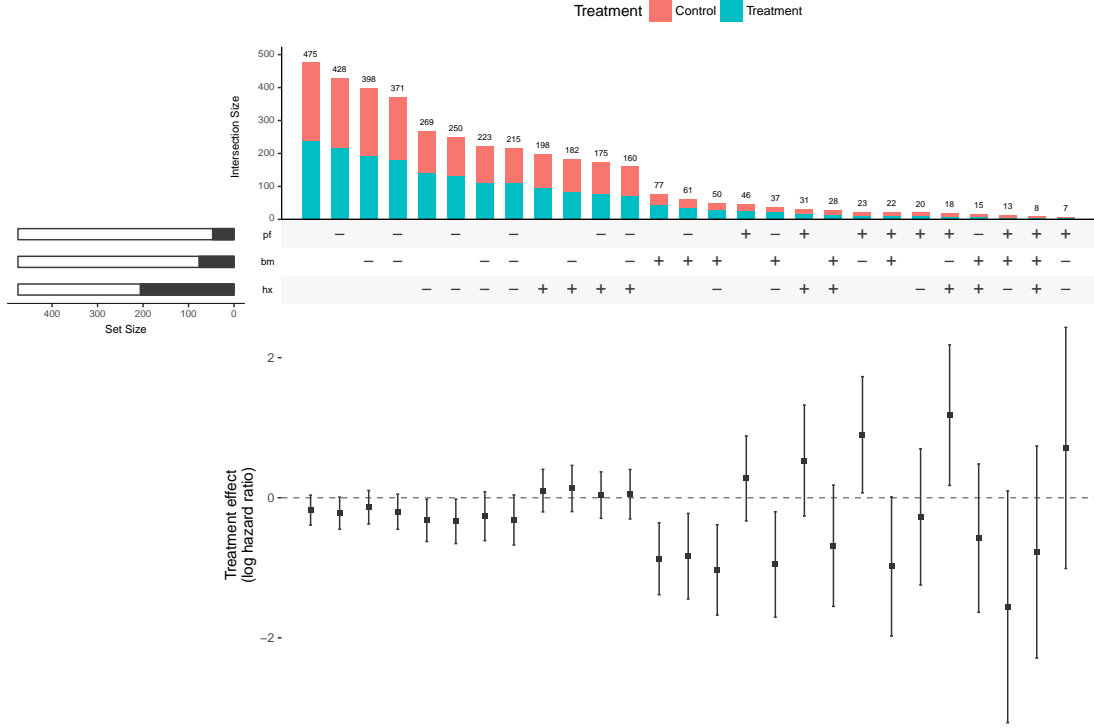 Treatment Control Treatment
Intersection Size
500
400
300
200
100
0
475 428 398 371 269 250 223 215 198 182 175 160 77 61 50 46 37 31 28 23 22 20 18 15 13 8 7
pf − − − − − − − + − + + + + + − + + +
bm − − − − − − + + + + + − + + + + −
hx − − − − + + + + − − + + − + + − + −
400 300 200 100 0
Set Size
Treatment effect
(log hazard ratio)
2
0
−2